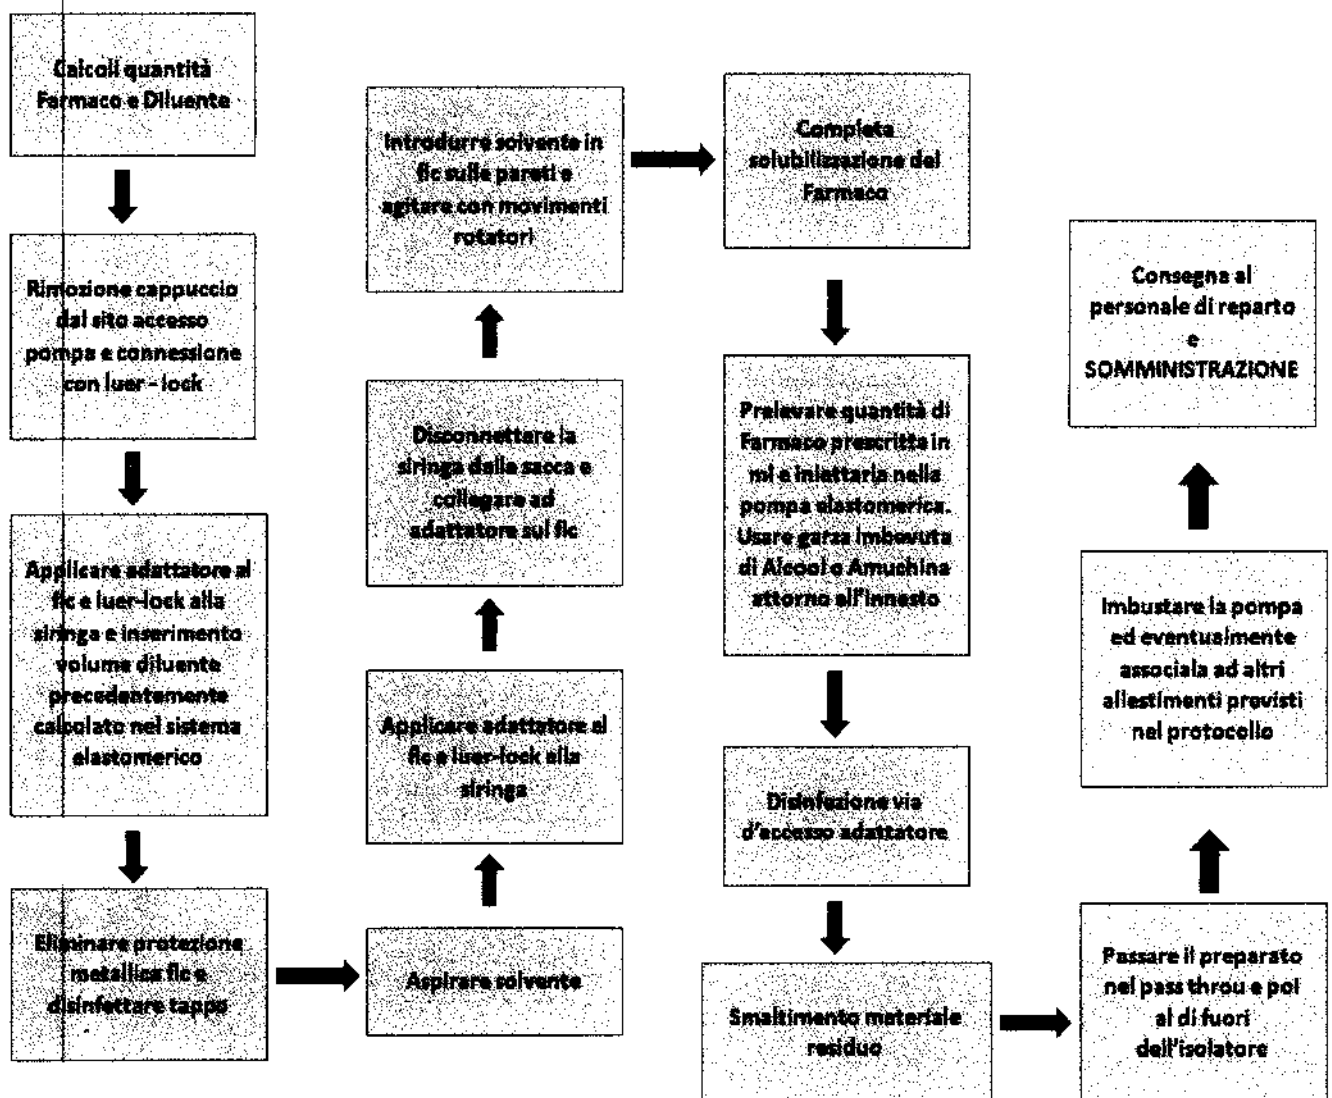 Calcoli quantità
Farmaco e Diluente
Rimozione cappuccio
dal sito accesso
pompa e connessione
con luer - lock
Applicare adattatore al
flc e luer-lock alla
siringa e inserimento
volume diluente
precedentemente
calcolato nel sistema
elastomerico
Eliminare protezione
metallica flc e
disinfettare tappo
Aspirare solvente
Applicare adattatore al
flc e luer-lock alla
siringa
Disconnettere la
siringa dalla sacca e
collegare ad
adattatore sul flc
Introdurre solvente in
flc sulle pareti e
agitare con movimenti
rotatori
Completa
solubilizzazione del
Farmaco
Prelevare quantità di
Farmaco prescritta in
ml e iniettarla nella
pompa elastomerica.
Usare garza imbevuta
di Alcool o Amuchina
attorno all'innesto
Disinfezione via
d'accesso adattatore
Smaltimento materiale
residuo
Passare il preparato
nel pass throu e poi
al di fuori
dell'isolatore
Imbustare la pompa
ed eventualmente
associala ad altri
allestimenti previsti
nel protocollo
Consegna al
personale di reparto
e
SOMMINISTRAZIONE